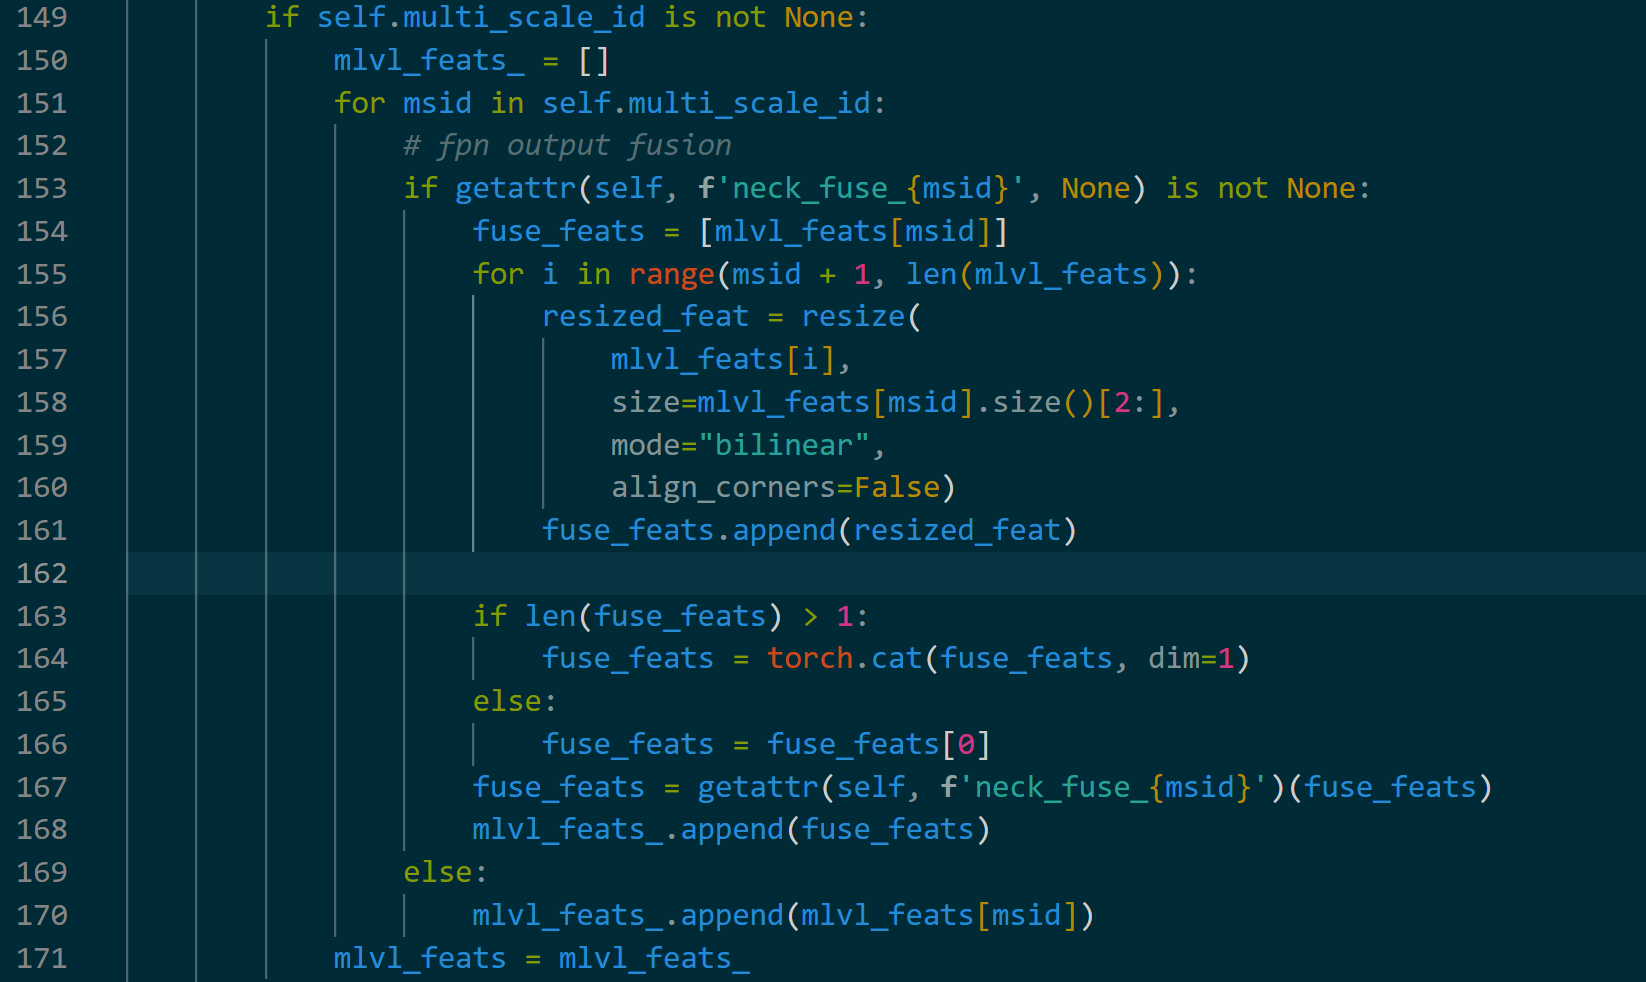 149 if self.multi_scale_id is not None:
150 mlvl_feats_ = []
151 for msid in self.multi_scale_id:
152 # fpn output fusion
153 if getattr(self, f'neck_fuse_{msid}', None) is not None:
154 fuse_feats = [mlvl_feats[msid]]
155 for i in range(msid + 1, len(mlvl_feats)):
156 resized_feat = resize(
157 mlvl_feats[i],
158 size=mlvl_feats[msid].size()[2:],
159 mode="bilinear",
160 align_corners=False)
161 fuse_feats.append(resized_feat)
162
163 if len(fuse_feats) > 1:
164 fuse_feats = torch.cat(fuse_feats, dim=1)
165 else:
166 fuse_feats = fuse_feats[0]
167 fuse_feats = getattr(self, f'neck_fuse_{msid}')(fuse_feats)
168 mlvl_feats_.append(fuse_feats)
169 else:
170 mlvl_feats_.append(mlvl_feats[msid])
171 mlvl_feats = mlvl_feats_